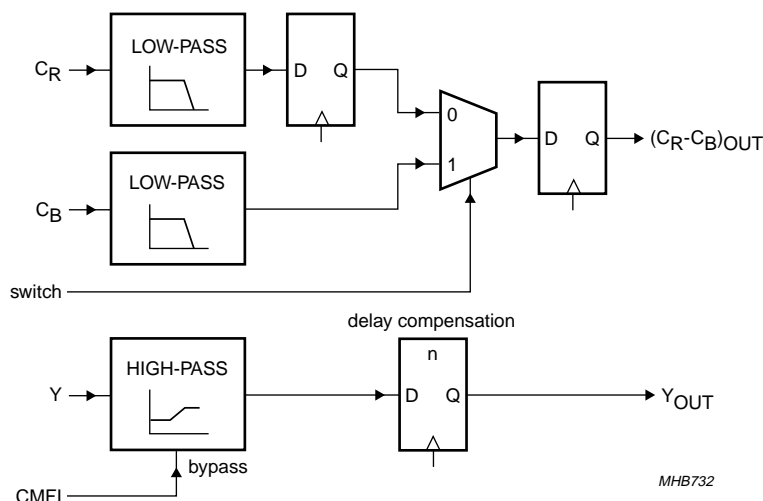 LOW-PASS
C_R
D Q
0
LOW-PASS
1
C_B
D Q
(C_R-C_B)_OUT
switch
delay compensation
n
HIGH-PASS
Y
D Q
Y_OUT
bypass
MHB732